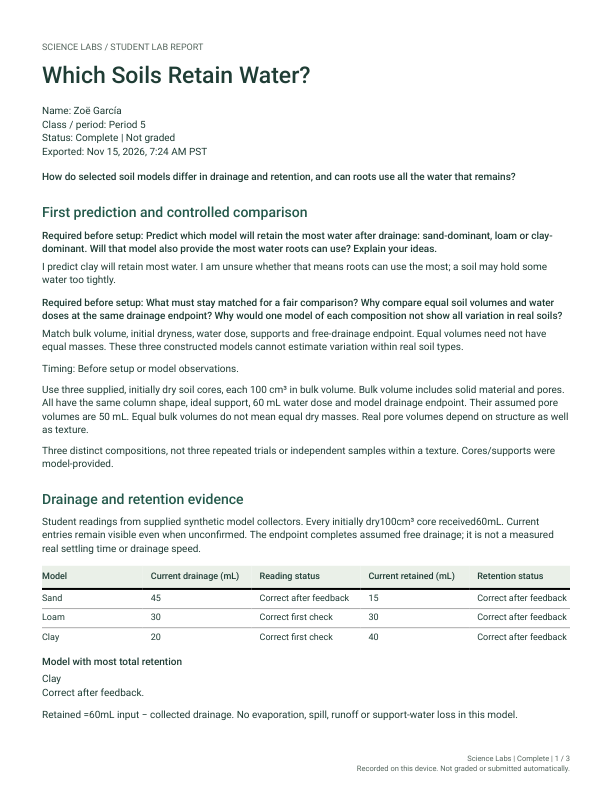 SCIENCE LABS / STUDENT LAB REPORT
Which Soils Retain Water?
Name: Zoë García
Class / period: Period 5
Status: Complete | Not graded
Exported: Nov 15, 2026, 7:24 AM PST
How do selected soil models differ in drainage and retention, and can roots use all the water that remains?
First prediction and controlled comparison
Required before setup: Predict which model will retain the most water after drainage: sand-dominant, loam or clay-
dominant. Will that model also provide the most water roots can use? Explain your ideas.
I predict clay will retain most water. I am unsure whether that means roots can use the most; a soil may hold some
water too tightly.
Required before setup: What must stay matched for a fair comparison? Why compare equal soil volumes and water
doses at the same drainage endpoint? Why would one model of each composition not show all variation in real soils?
Match bulk volume, initial dryness, water dose, supports and free-drainage endpoint. Equal volumes need not have
equal masses. These three constructed models cannot estimate variation within real soil types.
Timing: Before setup or model observations.
Use three supplied, initially dry soil cores, each 100 cm³ in bulk volume. Bulk volume includes solid material and pores.
All have the same column shape, ideal support, 60 mL water dose and model drainage endpoint. Their assumed pore
volumes are 50 mL. Equal bulk volumes do not mean equal dry masses. Real pore volumes depend on structure as well
as texture.
Three distinct compositions, not three repeated trials or independent samples within a texture. Cores/supports were
model-provided.
Drainage and retention evidence
Student readings from supplied synthetic model collectors. Every initially dry100cm³ core received60mL. Current
entries remain visible even when unconfirmed. The endpoint completes assumed free drainage; it is not a measured
real settling time or drainage speed.
Model Current drainage (mL) Reading status Current retained (mL) Retention status
Sand 45 Correct after feedback 15 Correct after feedback
Loam 30 Correct first check 30 Correct after feedback
Clay 20 Correct first check 40 Correct after feedback
Model with most total retention
Clay
Correct after feedback.
Retained =60mL input − collected drainage. No evaporation, spill, runoff or support-water loss in this model.
Science Labs | Complete | 1 / 3
Recorded on this device. Not graded or submitted automatically.